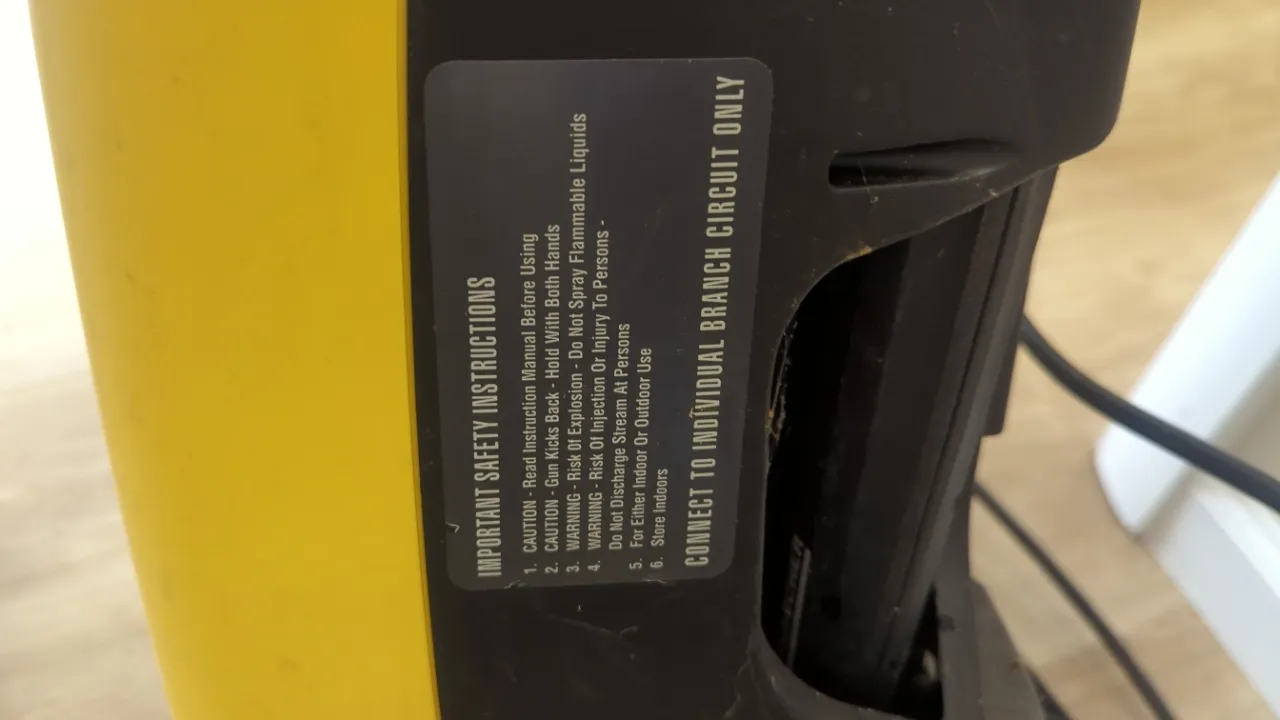 IMPORTANT SAFETY INSTRUCTIONS
1. CAUTION - Read Instruction Manual Before Using
2. CAUTION - Gun Kicks Back - Hold With Both Hands
3. WARNING - Risk Of Explosion - Do Not Spray Flammable Liquids
4. WARNING - Risk Of Injection Or Injury To Persons -
Do Not Discharge Stream At Persons
5. For Either Indoor Or Outdoor Use
6. Store Indoors
CONNECT TO INDIVIDUAL BRANCH CIRCUIT ONLY